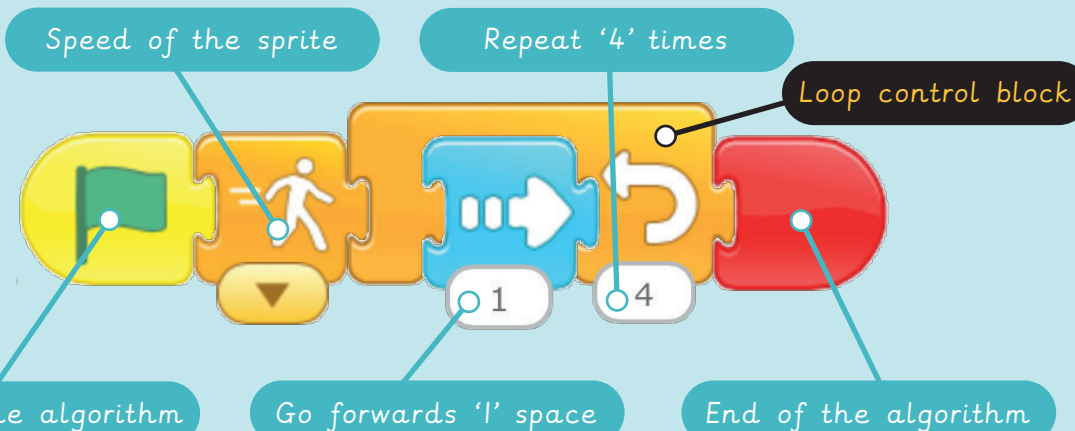 Speed of the sprite
Repeat ‘4’ times
Loop control block
1
4
algorithm
Go forwards ‘1’ space
End of the algorithm